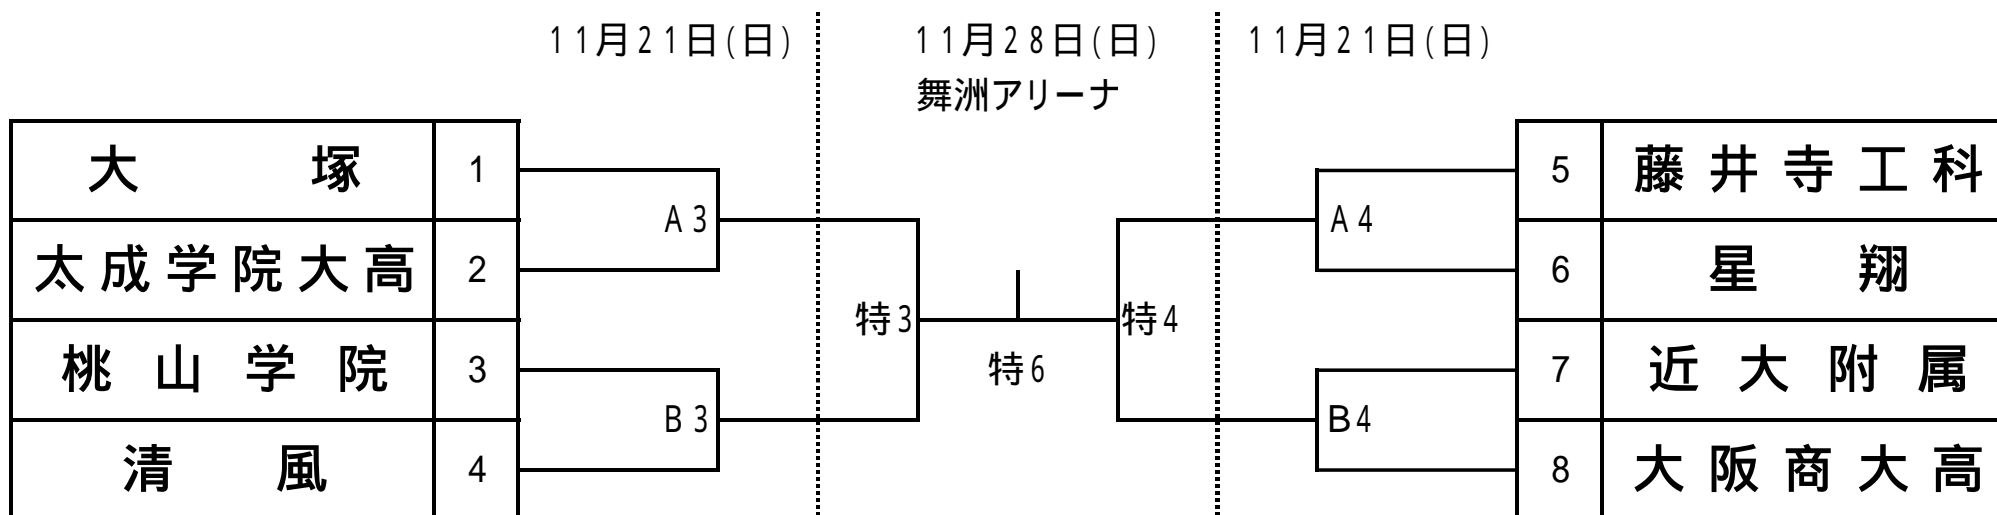 11月21日(日) 11月28日(日) 11月21日(日)
舞洲アリーナ
大塚 1 5 藤井寺工科
A3 A4
太成学院大高 2 6 星翔
特3 特4
桃山学院 3 特6 7 近大附属
B3 B4
清風 4 8 大阪商大高